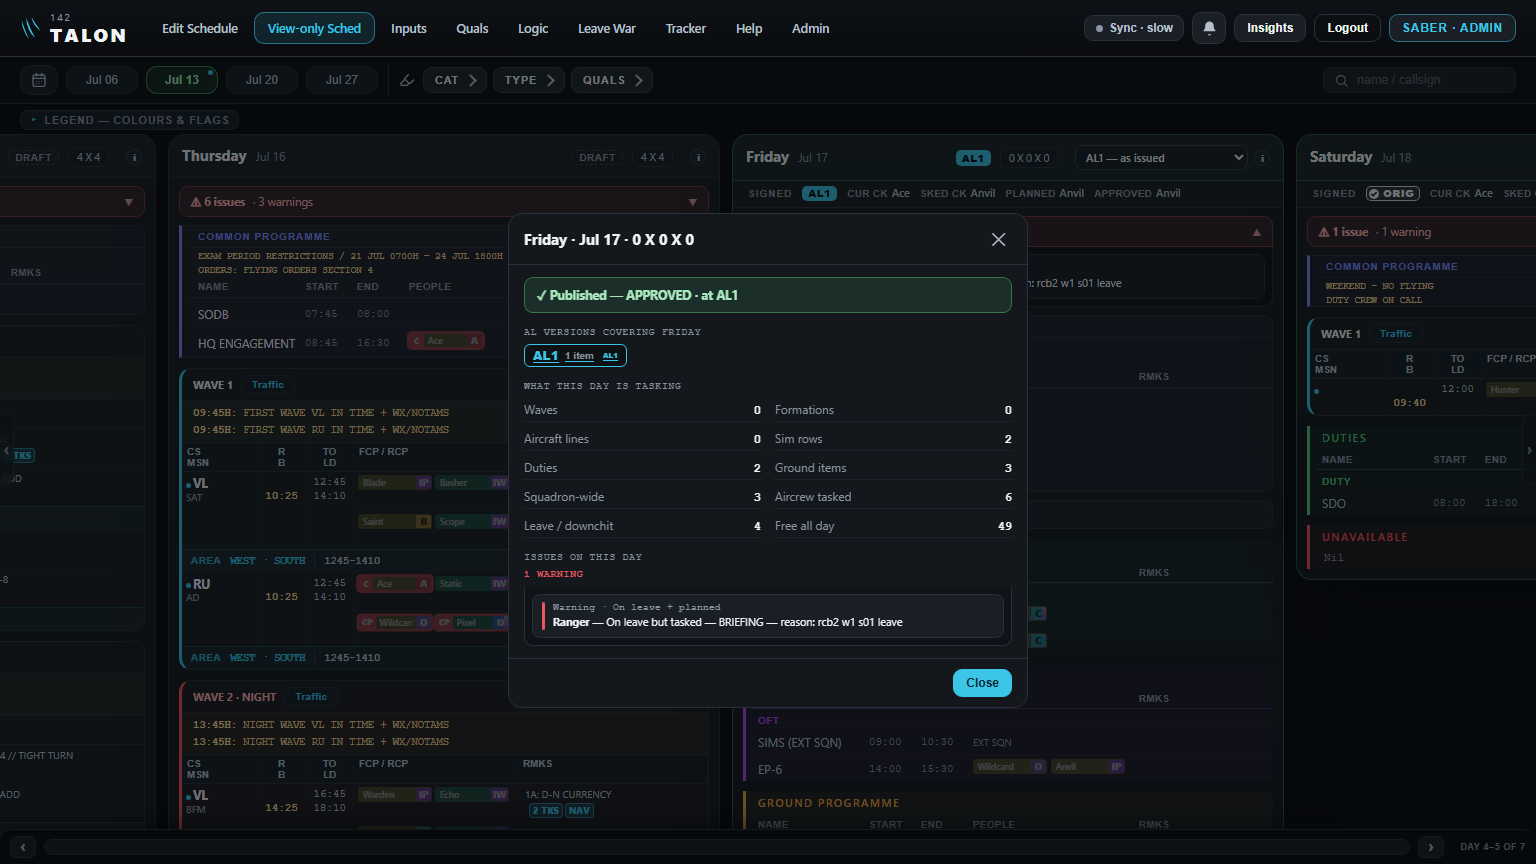 142
TALON
Edit Schedule
View-only Sched
Inputs
Quals
Logic
Leave War
Tracker
Help
Admin
Sync · slow
Insights
Logout
SABER · ADMIN
Jul 06
Jul 13
Jul 20
Jul 27
CAT
TYPE
QUALS
name / callsign
LEGEND — COLOURS & FLAGS
DRAFT
4X4
RMKS
TKS
4 // TIGHT TURN
Thursday Jul 16
DRAFT
4X4
6 issues · 3 warnings
COMMON PROGRAMME
EXAM PERIOD RESTRICTIONS / 21 JUL 0700H – 24 JUL 1800H
ORDERS: FLYING ORDERS SECTION 4
NAME START END PEOPLE
SODB 07:45 08:00
HQ ENGAGEMENT 08:45 16:30 C Ace A
WAVE 1 Traffic
09:45H: FIRST WAVE VL IN TIME + WX/NOTAMS
09:45H: FIRST WAVE RU IN TIME + WX/NOTAMS
CS R TO FCP / RCP
MSN B LD
VL 12:45 Blade IP Basher IW
SAT 10:25 14:10
Saint B Scope IW
AREA WEST · SOUTH 1245–1410
RU 12:45 C Ace A Static IW
AD 10:25 14:10
CP Wildcard O CP Pixel D
AREA WEST · SOUTH 1245–1410
WAVE 2 · NIGHT Traffic
13:45H: NIGHT WAVE VL IN TIME + WX/NOTAMS
13:45H: NIGHT WAVE RU IN TIME + WX/NOTAMS
CS R TO FCP / RCP RMKS
MSN B LD
VL 16:45 Warden IP Echo IW 1A: D-N CURRENCY
BFM 14:25 18:10 2 TKS NAV
Friday Jul 17
AL1
0X0X0
AL1 — as issued
SIGNED AL1 CUR CK Ace SKED CK Anvil PLANNED Anvil APPROVED Anvil
rcb2 w1 s01 leave
RMKS
RMKS
C
C
RMKS
OFT
SIMS (EXT SQN) 09:00 10:30 EXT SQN
EP-6 14:00 15:30 Wildcard O Anvil IP
GROUND PROGRAMME
NAME START END PEOPLE RMKS
Friday · Jul 17 · 0 X 0 X 0
✓ Published — APPROVED · at AL1
AL VERSIONS COVERING FRIDAY
AL1 1 item AL1
WHAT THIS DAY IS TASKING
Waves 0 Formations 0
Aircraft lines 0 Sim rows 2
Duties 2 Ground items 3
Squadron-wide 3 Aircrew tasked 6
Leave / downchit 4 Free all day 49
ISSUES ON THIS DAY
1 WARNING
Warning · On leave + planned
Ranger — On leave but tasked — BRIEFING — reason: rcb2 w1 s01 leave
Close
Saturday Jul 18
SIGNED ORIG CUR CK Ace SKED
1 issue · 1 warning
COMMON PROGRAMME
WEEKEND – NO FLYING
DUTY CREW ON CALL
WAVE 1 Traffic
CS R TO FCP / RCP
MSN B LD
12:00 Hunter
09:40
DUTIES
NAME START END
DUTY
SDO 08:00 18:00
UNAVAILABLE
Nil
DAY 4–5 OF 7